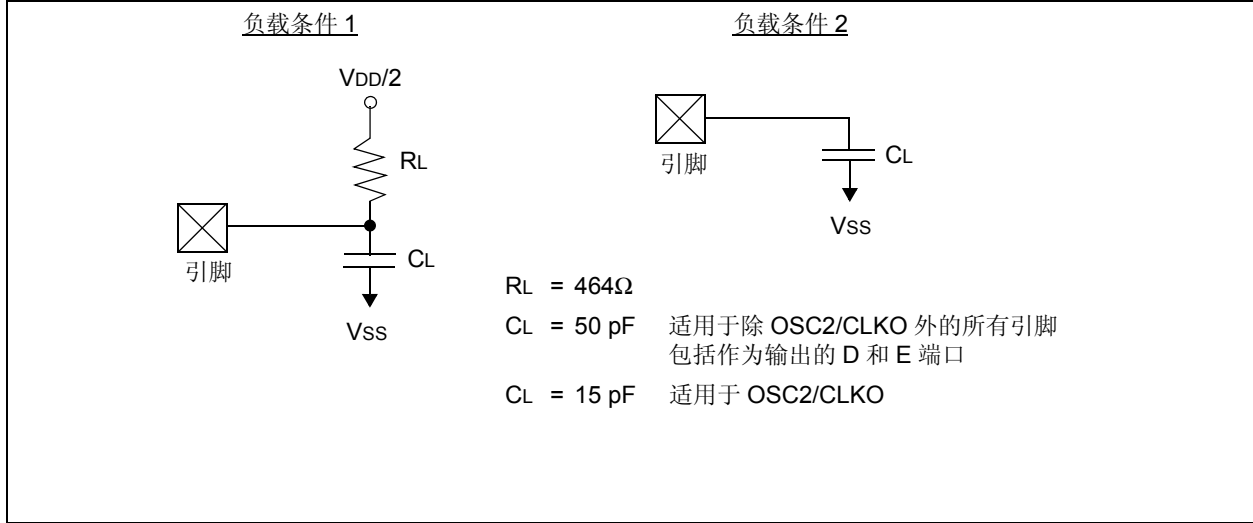 负载条件 1
VDD/2
RL
引脚
CL
VSS
负载条件 2
引脚
CL
VSS
RL = 464Ω
CL = 50 pF 适用于除 OSC2/CLKO 外的所有引脚
包括作为输出的 D 和 E 端口
CL = 15 pF 适用于 OSC2/CLKO